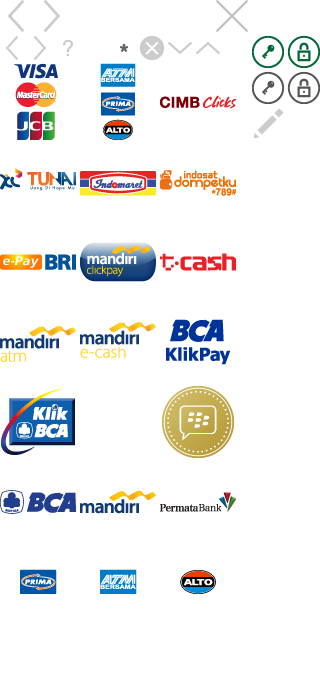 ?
*
VISA
ATM
BERSAMA
MasterCard
PRIMA
CIMB Clicks
JCB
ALTO
XL TUNAI
Uang Di Hape Mu
Indomaret
indosat
dompetku
*789#
e-Pay BRI
mandiri
clickpay
t-cash
mandiri
atm
mandiri
e-cash
BCA
KlikPay
Klik
BCA
BCA
mandiri
PermataBank
PRIMA
ATM
BERSAMA
ALTO